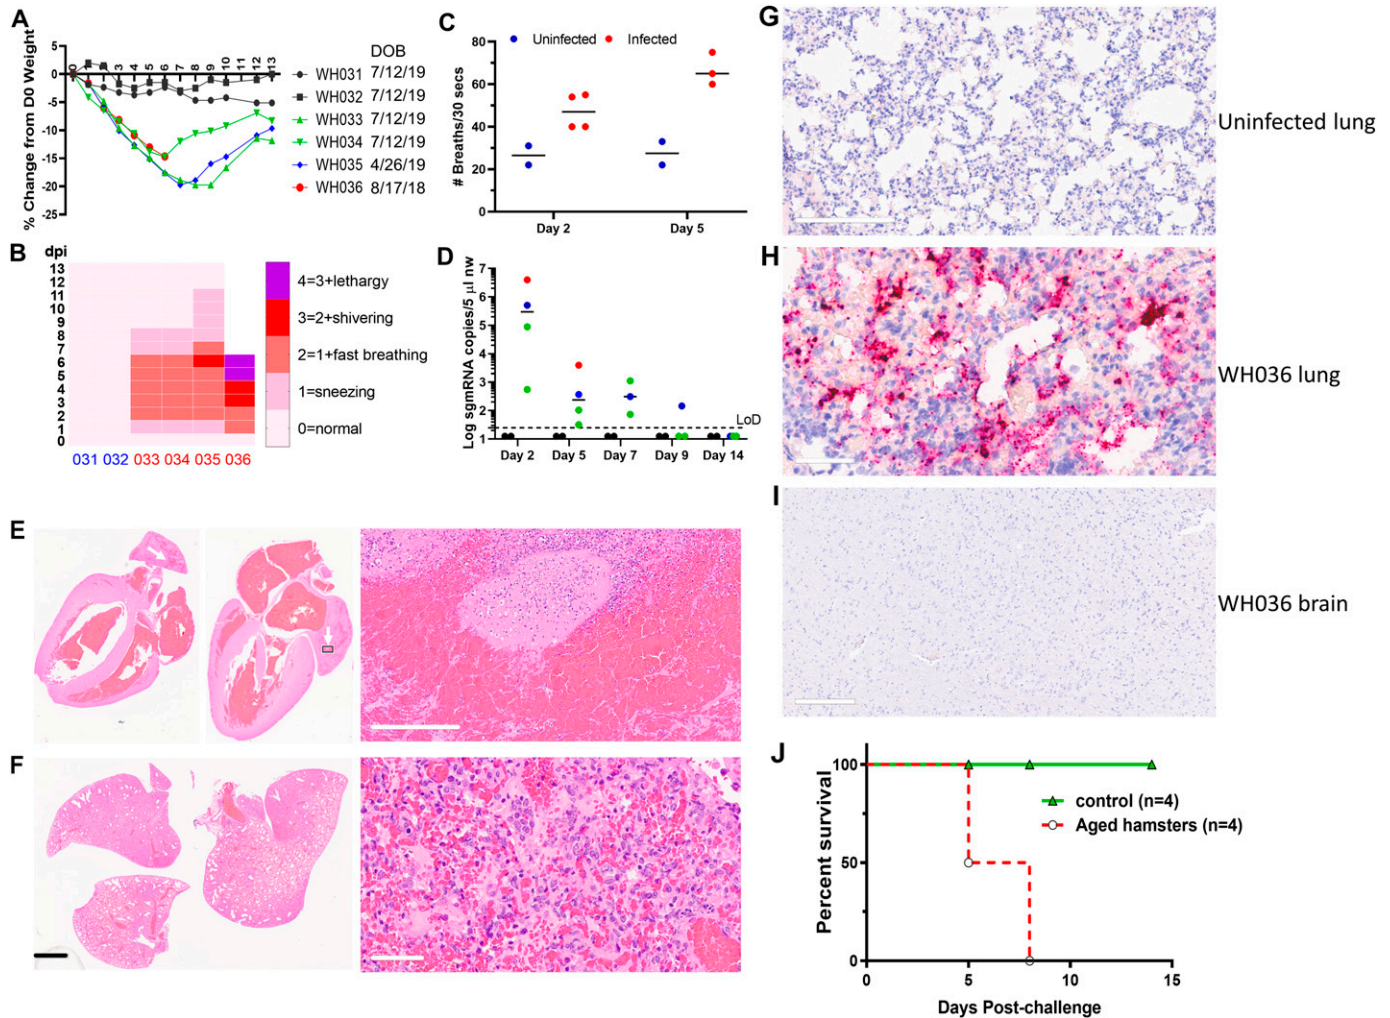 A
% Change from D0 Weight
5
0
-5
-10
-15
-20
-25
0 1 2 3 4 5 6 7 8 9 10 11 12 13
DOB
WH031 7/12/19
WH032 7/12/19
WH033 7/12/19
WH034 7/12/19
WH035 4/26/19
WH036 8/17/18
B
dpi
13
12
11
10
9
8
7
6
5
4
3
2
1
0
031 032 033 034 035 036
4=3+lethargy
3=2+shivering
2=1+fast breathing
1=sneezing
0=normal
C
Uninfected Infected
# Breaths/30 secs
80
60
40
20
0
Day 2 Day 5
D
Log sgmRNA copies/5 µl nw
7
6
5
4
3
2
1
LoD
Day 2 Day 5 Day 7 Day 9 Day 14
E
F
G
Uninfected lung
H
WH036 lung
I
WH036 brain
J
Percent survival
100
50
0
control (n=4)
Aged hamsters (n=4)
0 5 10 15
Days Post-challenge